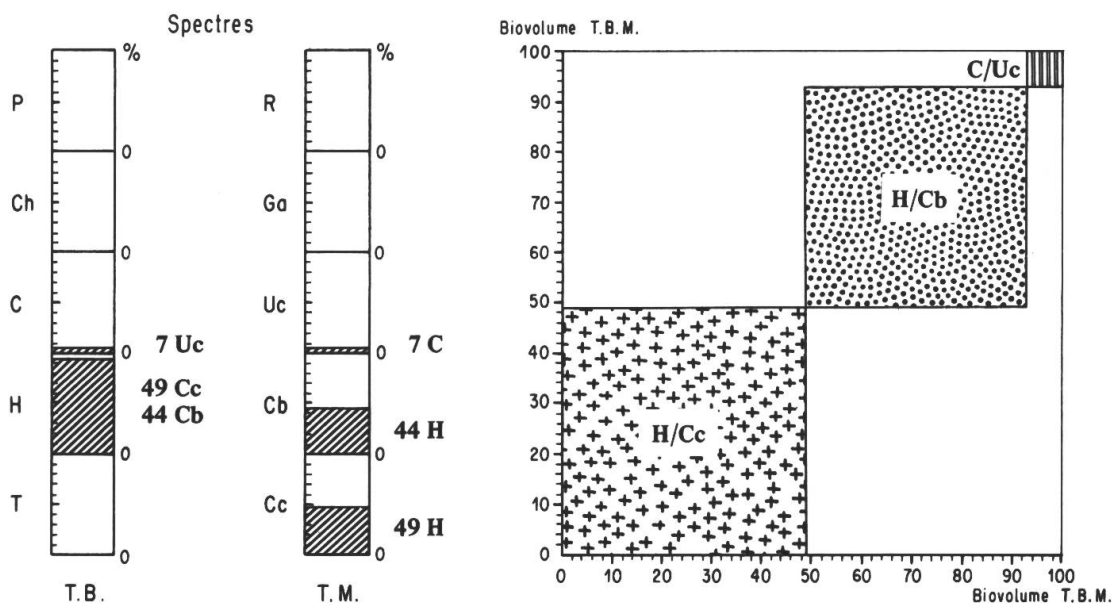 Spectres
%
%
P
Ch
C
H
T
0
0
0
0
0
7 Uc
49 Cc
44 Cb
T.B.
R
Ga
Uc
Cb
Cc
0
0
0
0
0
7 C
44 H
49 H
T.M.
Biovolume T.B.M.
100
90
80
70
60
50
40
30
20
10
0
C/Uc
H/Cb
H/Cc
0 10 20 30 40 50 60 70 80 90 100
Biovolume T.B.M.